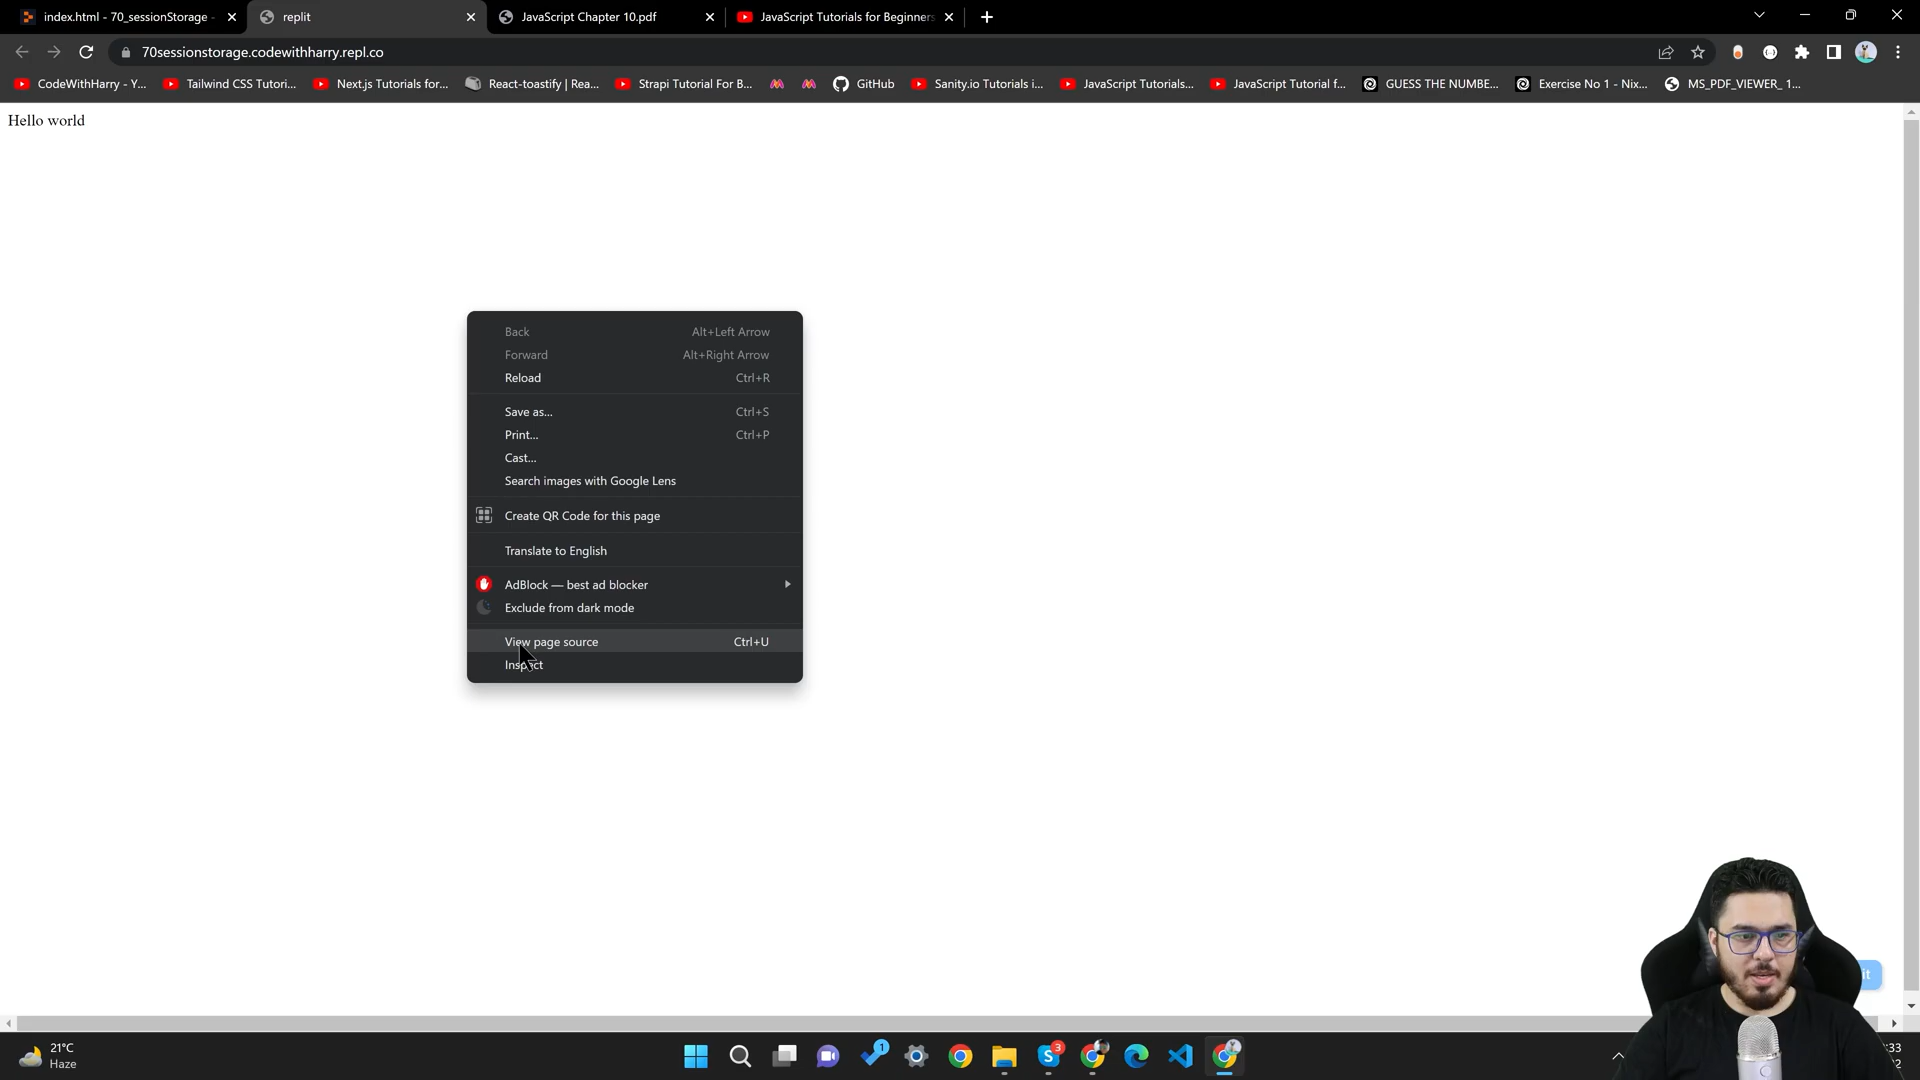 index.html - 70_sessionStorage -
replit
JavaScript Chapter 10.pdf
JavaScript Tutorials for Beginners
70sessionstorage.codewithharry.repl.co
CodeWithHarry - Y...
Tailwind CSS Tutori...
Next.js Tutorials for...
React-toastify | Rea...
Strapi Tutorial For B...
GitHub
Sanity.io Tutorials i...
JavaScript Tutorials...
JavaScript Tutorial f...
GUESS THE NUMBE...
Exercise No 1 - Nix...
MS_PDF_VIEWER_ 1...
Hello world
Back Alt+Left Arrow
Forward Alt+Right Arrow
Reload Ctrl+R
Save as... Ctrl+S
Print... Ctrl+P
Cast...
Search images with Google Lens
Create QR Code for this page
Translate to English
AdBlock — best ad blocker
Exclude from dark mode
View page source Ctrl+U
Inspect
it
21°C
Haze
1
3
:33